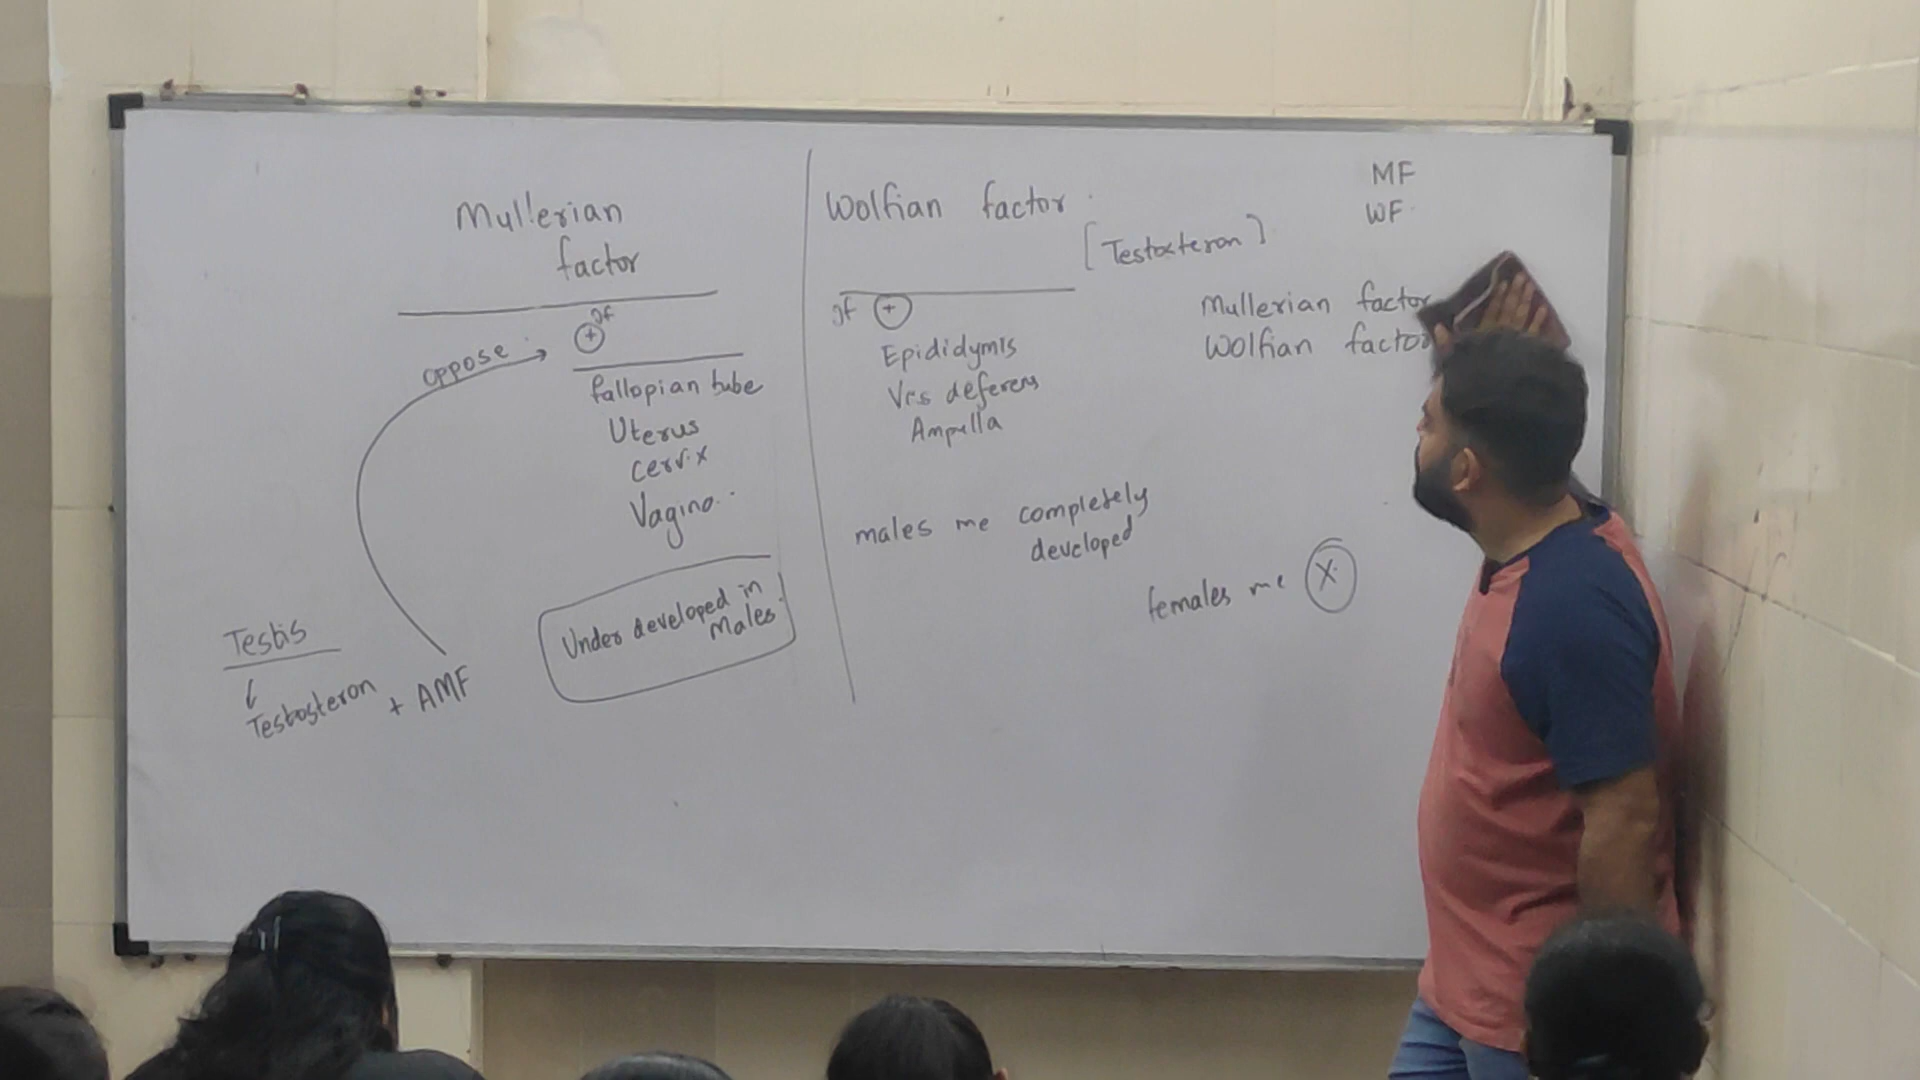 Mullerian
factor
If
+
oppose
fallopian tube
Uterus
cervix
Vagina
Under developed in
Males
Testis
Testosteron + AMF
Wolfian factor
[Testosteron]
If +
Epididymis
Vas deferens
Ampulla
males me completely
developed
females me X
MF
WF
Mullerian factor
Wolfian factor